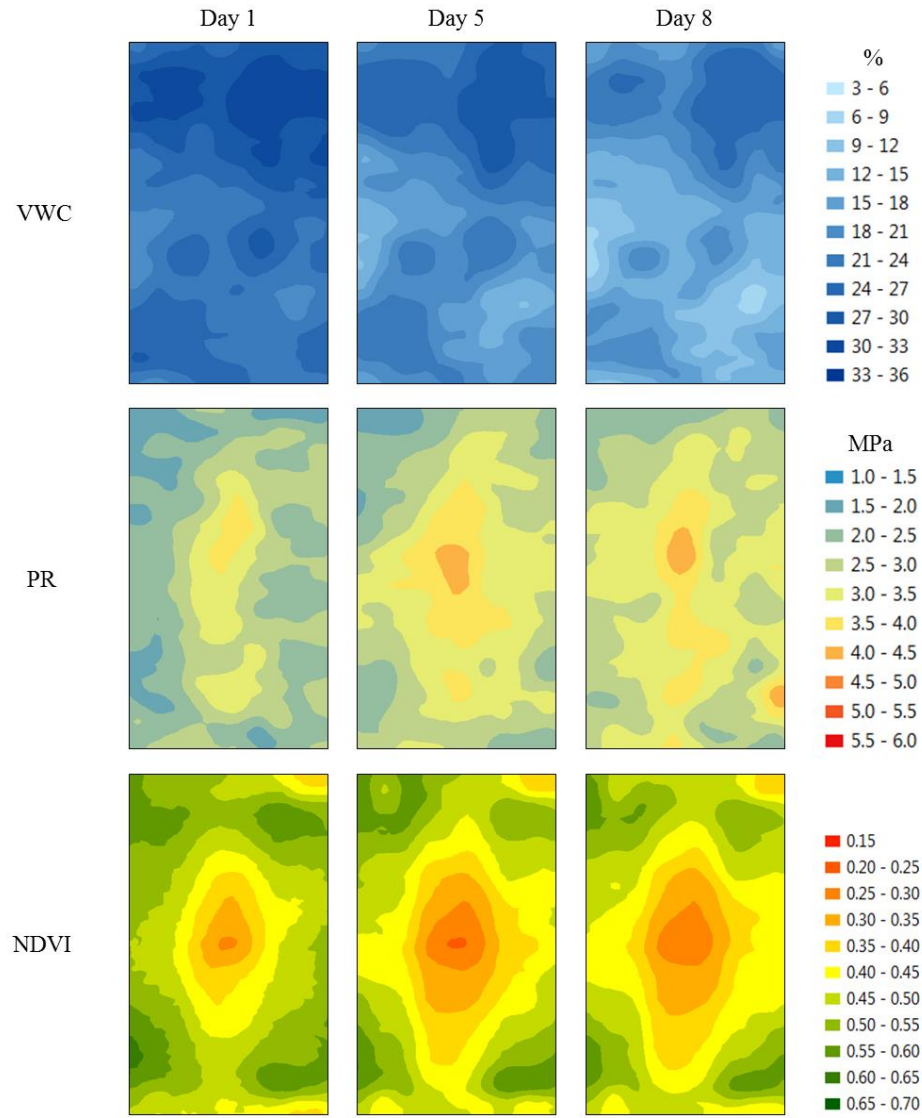 Day 1
Day 5
Day 8
VWC
%
3 - 6
6 - 9
9 - 12
12 - 15
15 - 18
18 - 21
21 - 24
24 - 27
27 - 30
30 - 33
33 - 36
PR
MPa
1.0 - 1.5
1.5 - 2.0
2.0 - 2.5
2.5 - 3.0
3.0 - 3.5
3.5 - 4.0
4.0 - 4.5
4.5 - 5.0
5.0 - 5.5
5.5 - 6.0
NDVI
0.15
0.20 - 0.25
0.25 - 0.30
0.30 - 0.35
0.35 - 0.40
0.40 - 0.45
0.45 - 0.50
0.50 - 0.55
0.55 - 0.60
0.60 - 0.65
0.65 - 0.70